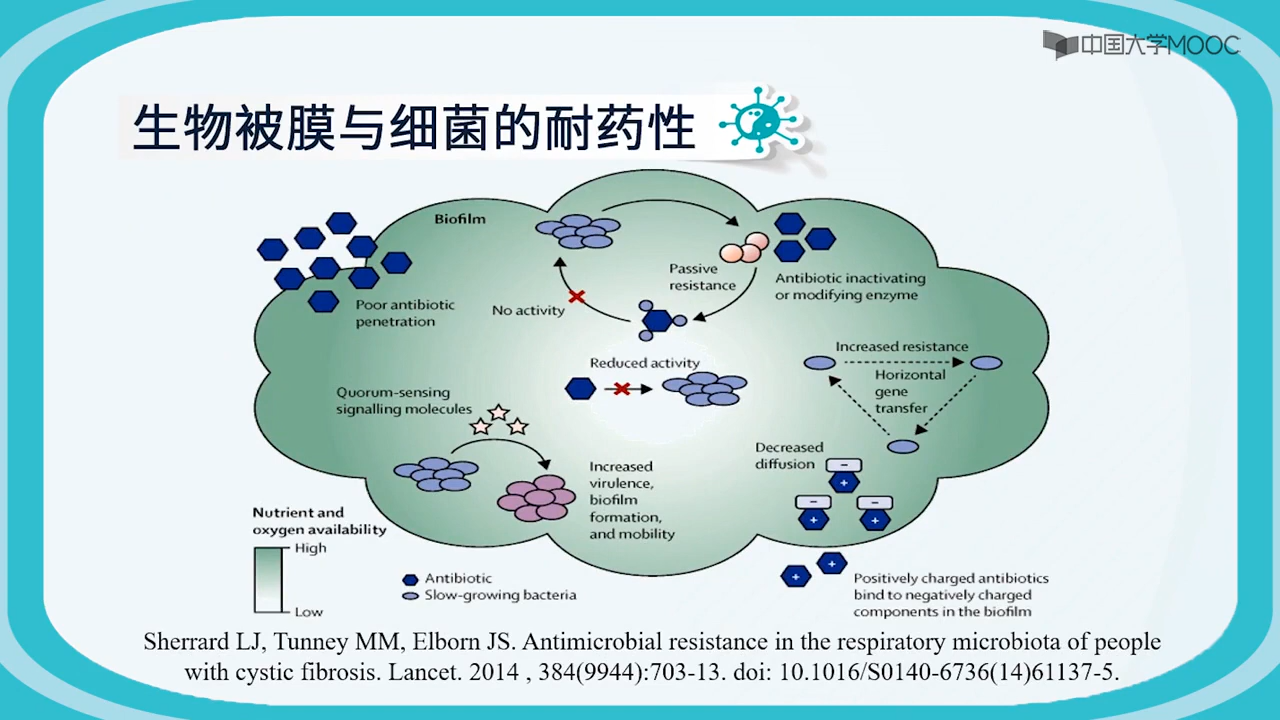 中国大学MOOC
生物被膜与细菌的耐药性
Biofilm
Poor antibiotic
penetration
No activity
Passive
resistance
Antibiotic inactivating
or modifying enzyme
Reduced activity
Increased resistance
Horizontal
gene
transfer
Quorum-sensing
signalling molecules
Increased
virulence,
biofilm
formation,
and mobility
Decreased
diffusion
−
+
−
−
+
+
+
+
Positively charged antibiotics
bind to negatively charged
components in the biofilm
Nutrient and
oxygen availability
High
Low
Antibiotic
Slow-growing bacteria
Sherrard LJ, Tunney MM, Elborn JS. Antimicrobial resistance in the respiratory microbiota of people
with cystic fibrosis. Lancet. 2014 , 384(9944):703-13. doi: 10.1016/S0140-6736(14)61137-5.